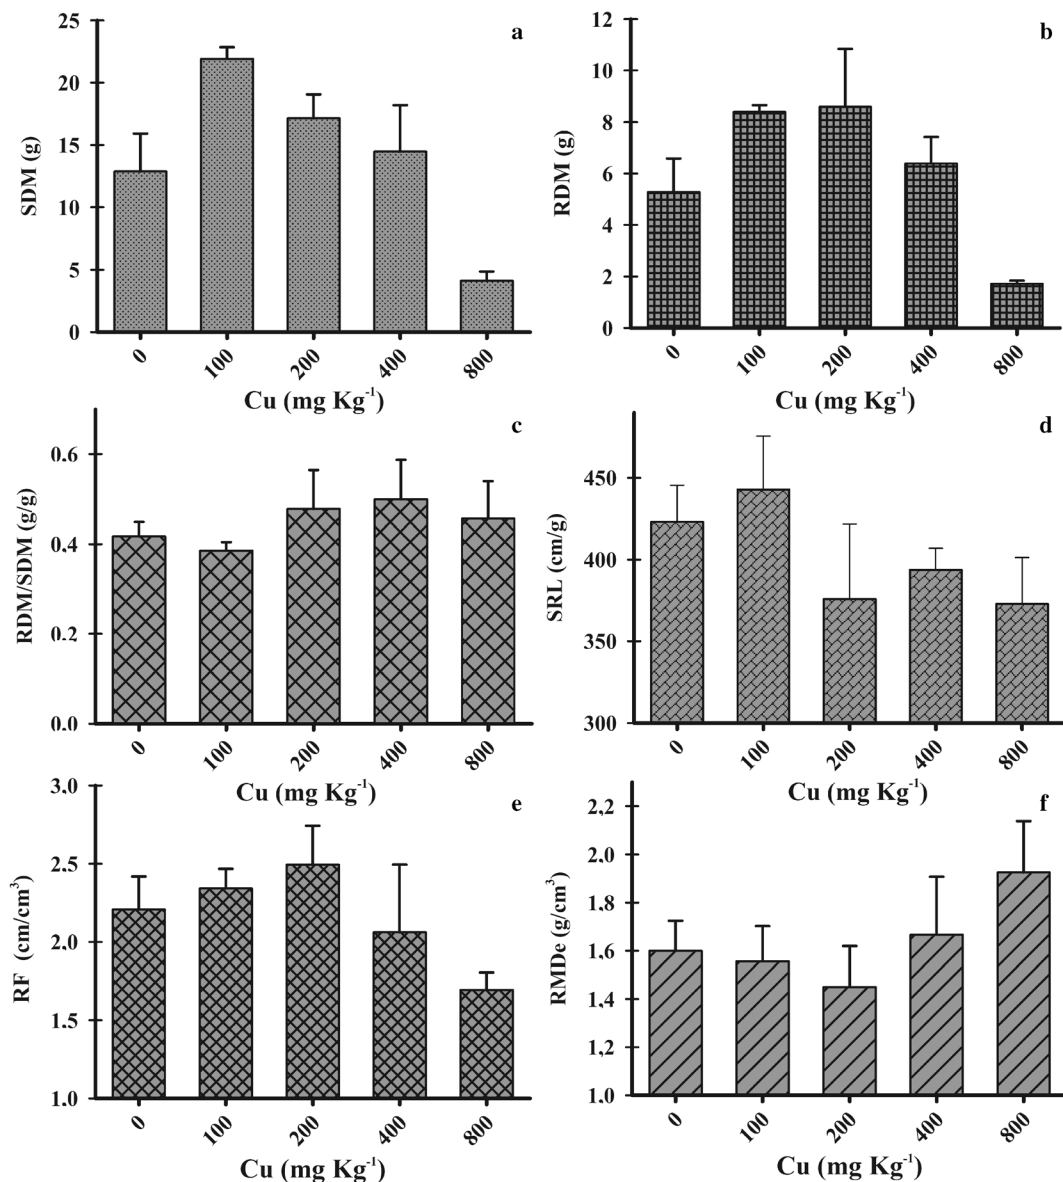 a
25
20
15
10
5
0
SDM (g)
0 100 200 400 800
Cu (mg Kg⁻¹)
b
12
10
8
6
4
2
0
RDM (g)
0 100 200 400 800
Cu (mg Kg⁻¹)
c
0.6
0.4
0.2
0.0
RDM/SDM (g/g)
0 100 200 400 800
Cu (mg Kg⁻¹)
d
450
400
350
300
SRL (cm/g)
0 100 200 400 800
Cu (mg Kg⁻¹)
e
3.0
2.5
2.0
1.5
1.0
RF (cm/cm³)
0 100 200 400 800
Cu (mg Kg⁻¹)
f
2,2
2,0
1,8
1.6
1,4
1,2
1.0
RMDe (g/cm³)
0 100 200 400 800
Cu (mg Kg⁻¹)